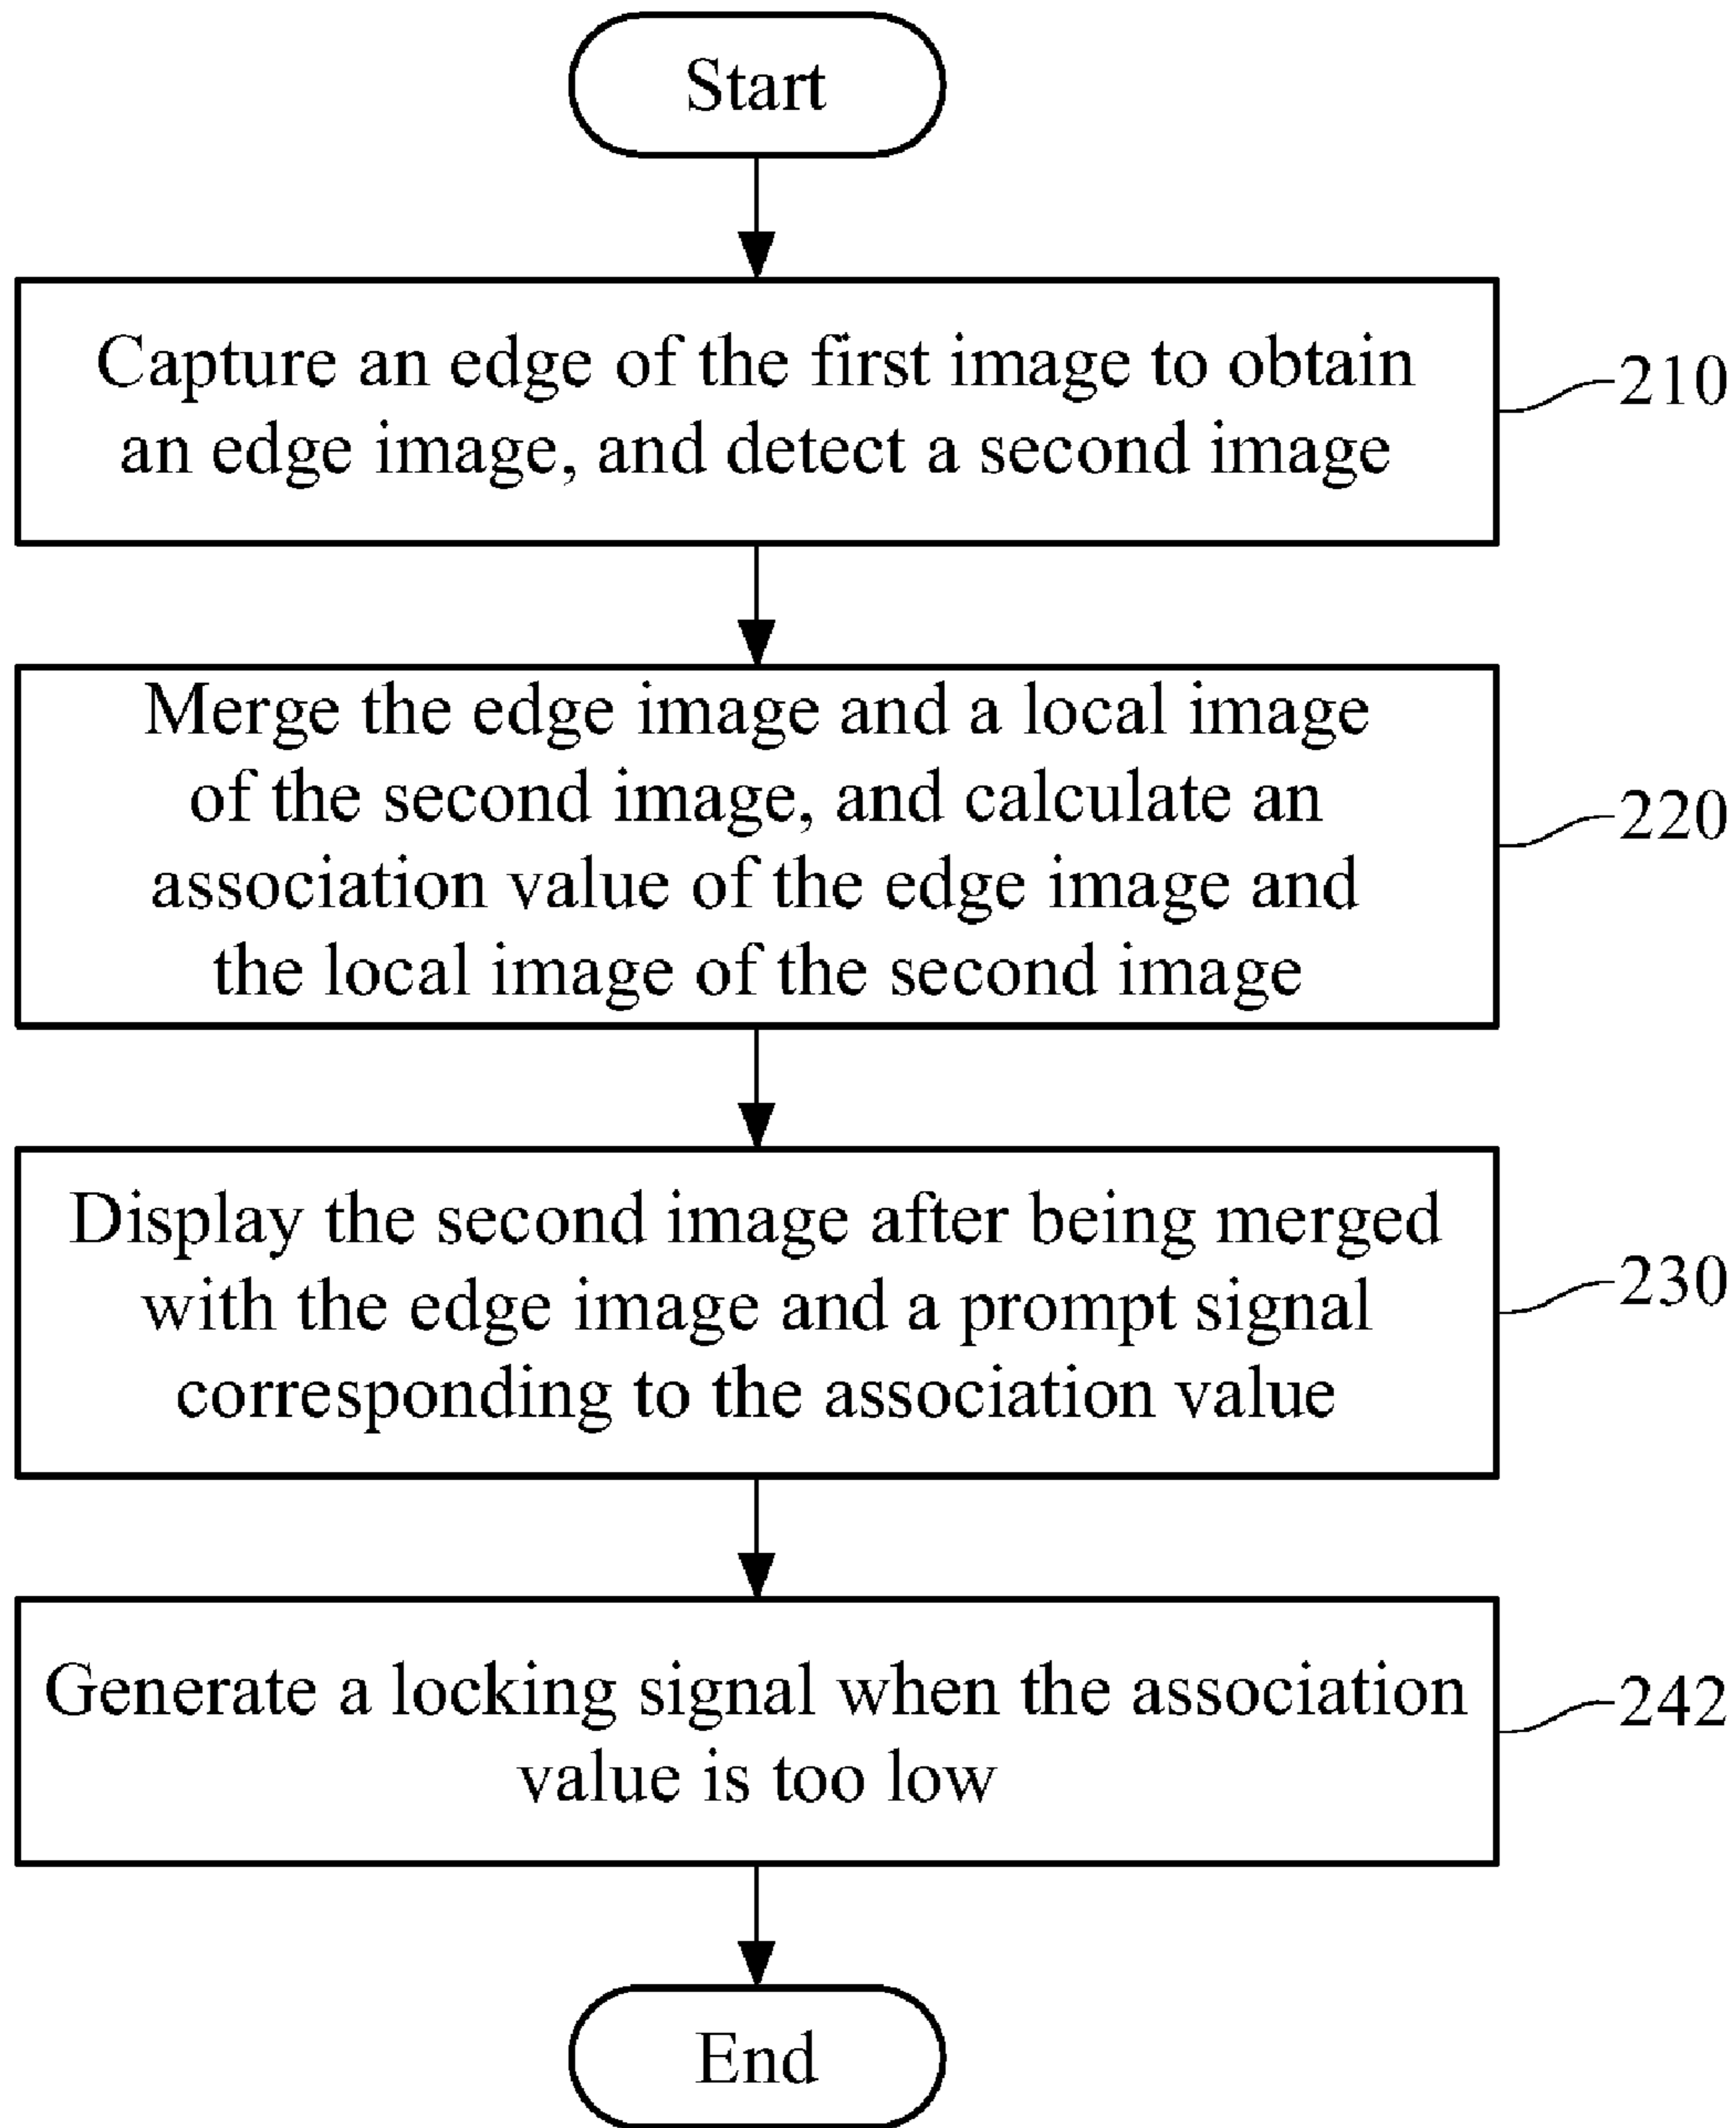 Start
Capture an edge of the first image to obtain
an edge image, and detect a second image
210
Merge the edge image and a local image
of the second image, and calculate an
association value of the edge image and
the local image of the second image
220
Display the second image after being merged
with the edge image and a prompt signal
corresponding to the association value
230
Generate a locking signal when the association
value is too low
242
End